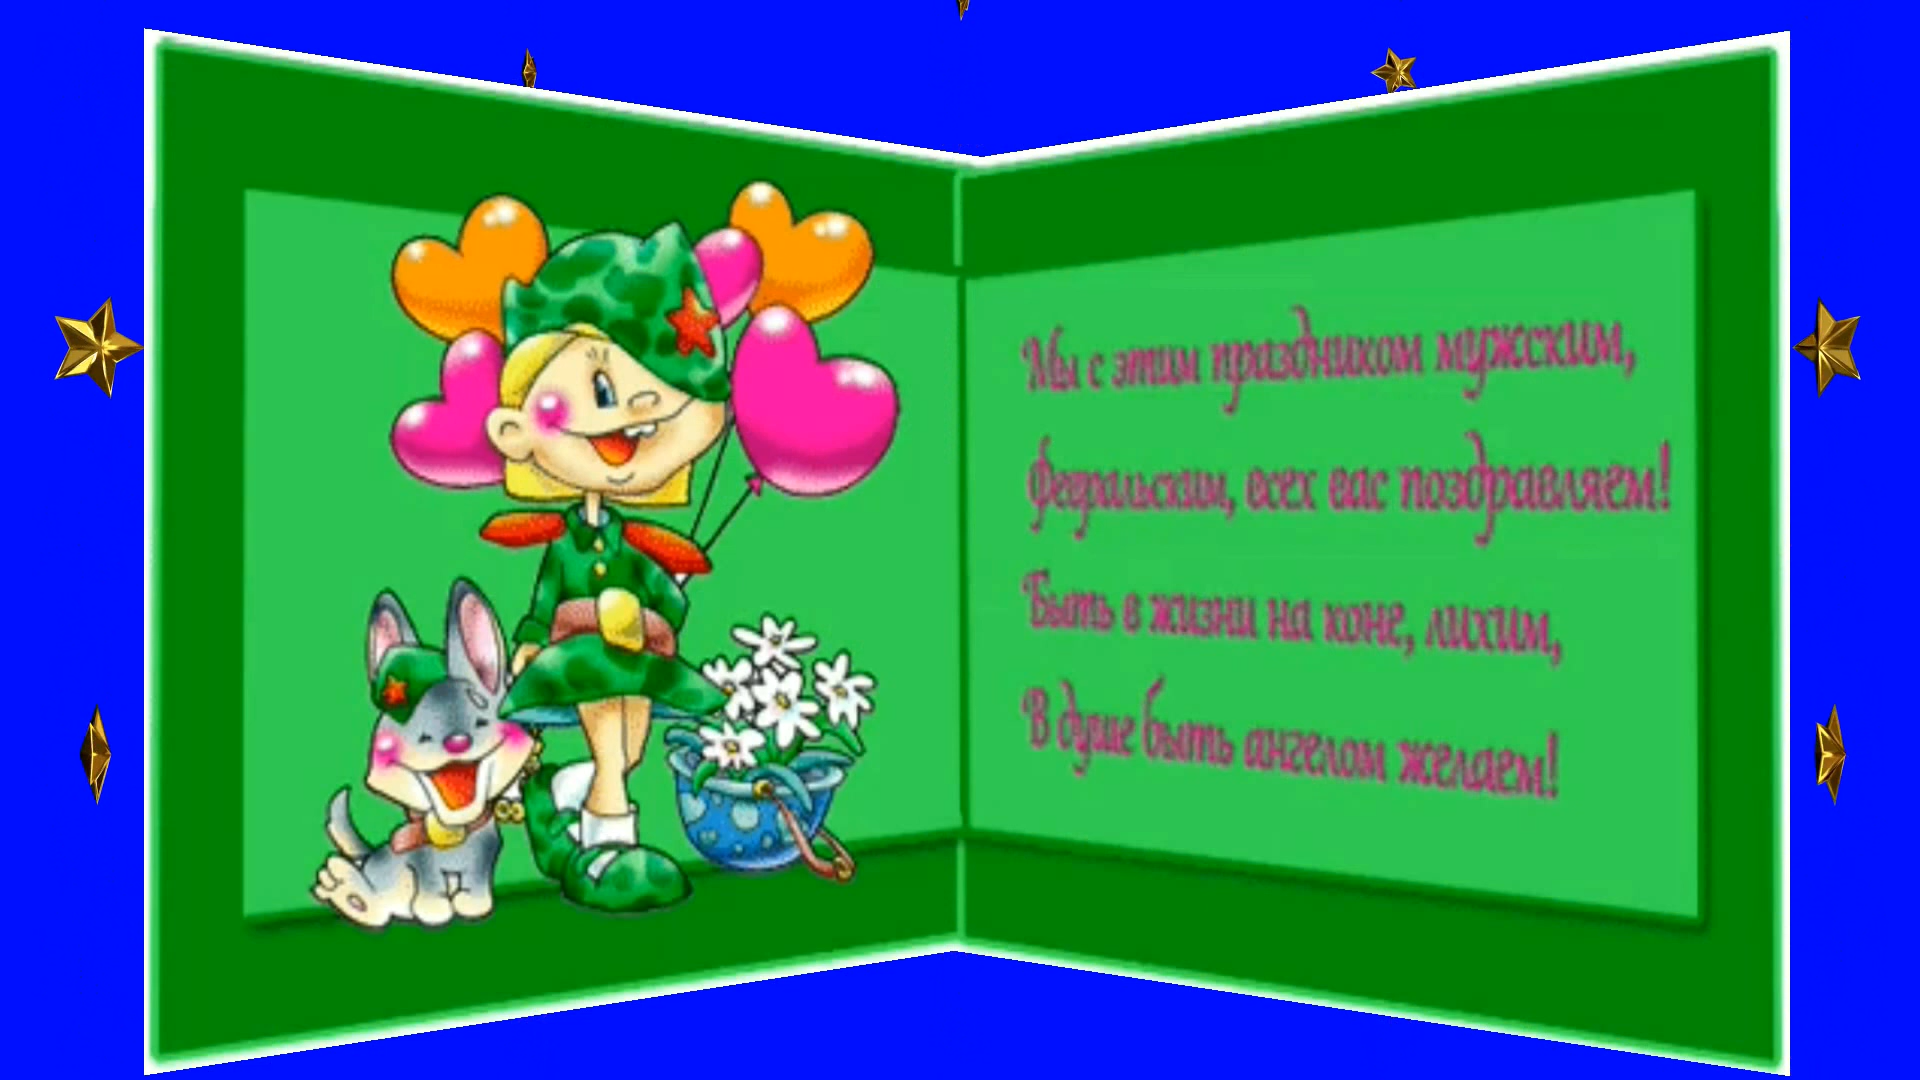 Мы с этим праздником мужским,
Февральским, всех вас поздравляем!
Быть в жизни на коне, лихим,
В душе быть ангелом желаем!